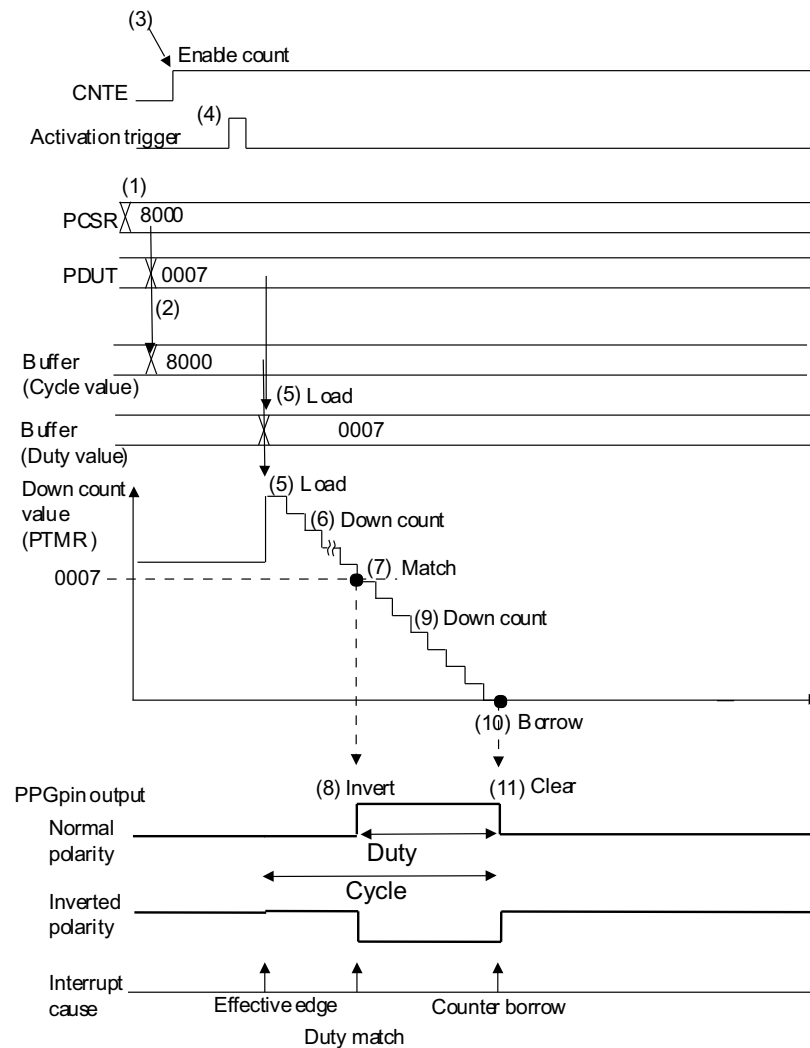 (3)
Enable count
CNTE
(4)
Activation trigger
(1)
PCSR
8000
PDUT
0007
(2)
Buffer
(Cycle value)
8000
(5) Load
Buffer
(Duty value)
0007
Down count
value
(PTMR)
(5) Load
(6) Down count
0007
(7) Match
(9) Down count
(10) Borrow
PPGpin output
(8) Invert
(11) Clear
Normal
polarity
Duty
Cycle
Inverted
polarity
Interrupt
cause
Effective edge
Counter borrow
Duty match